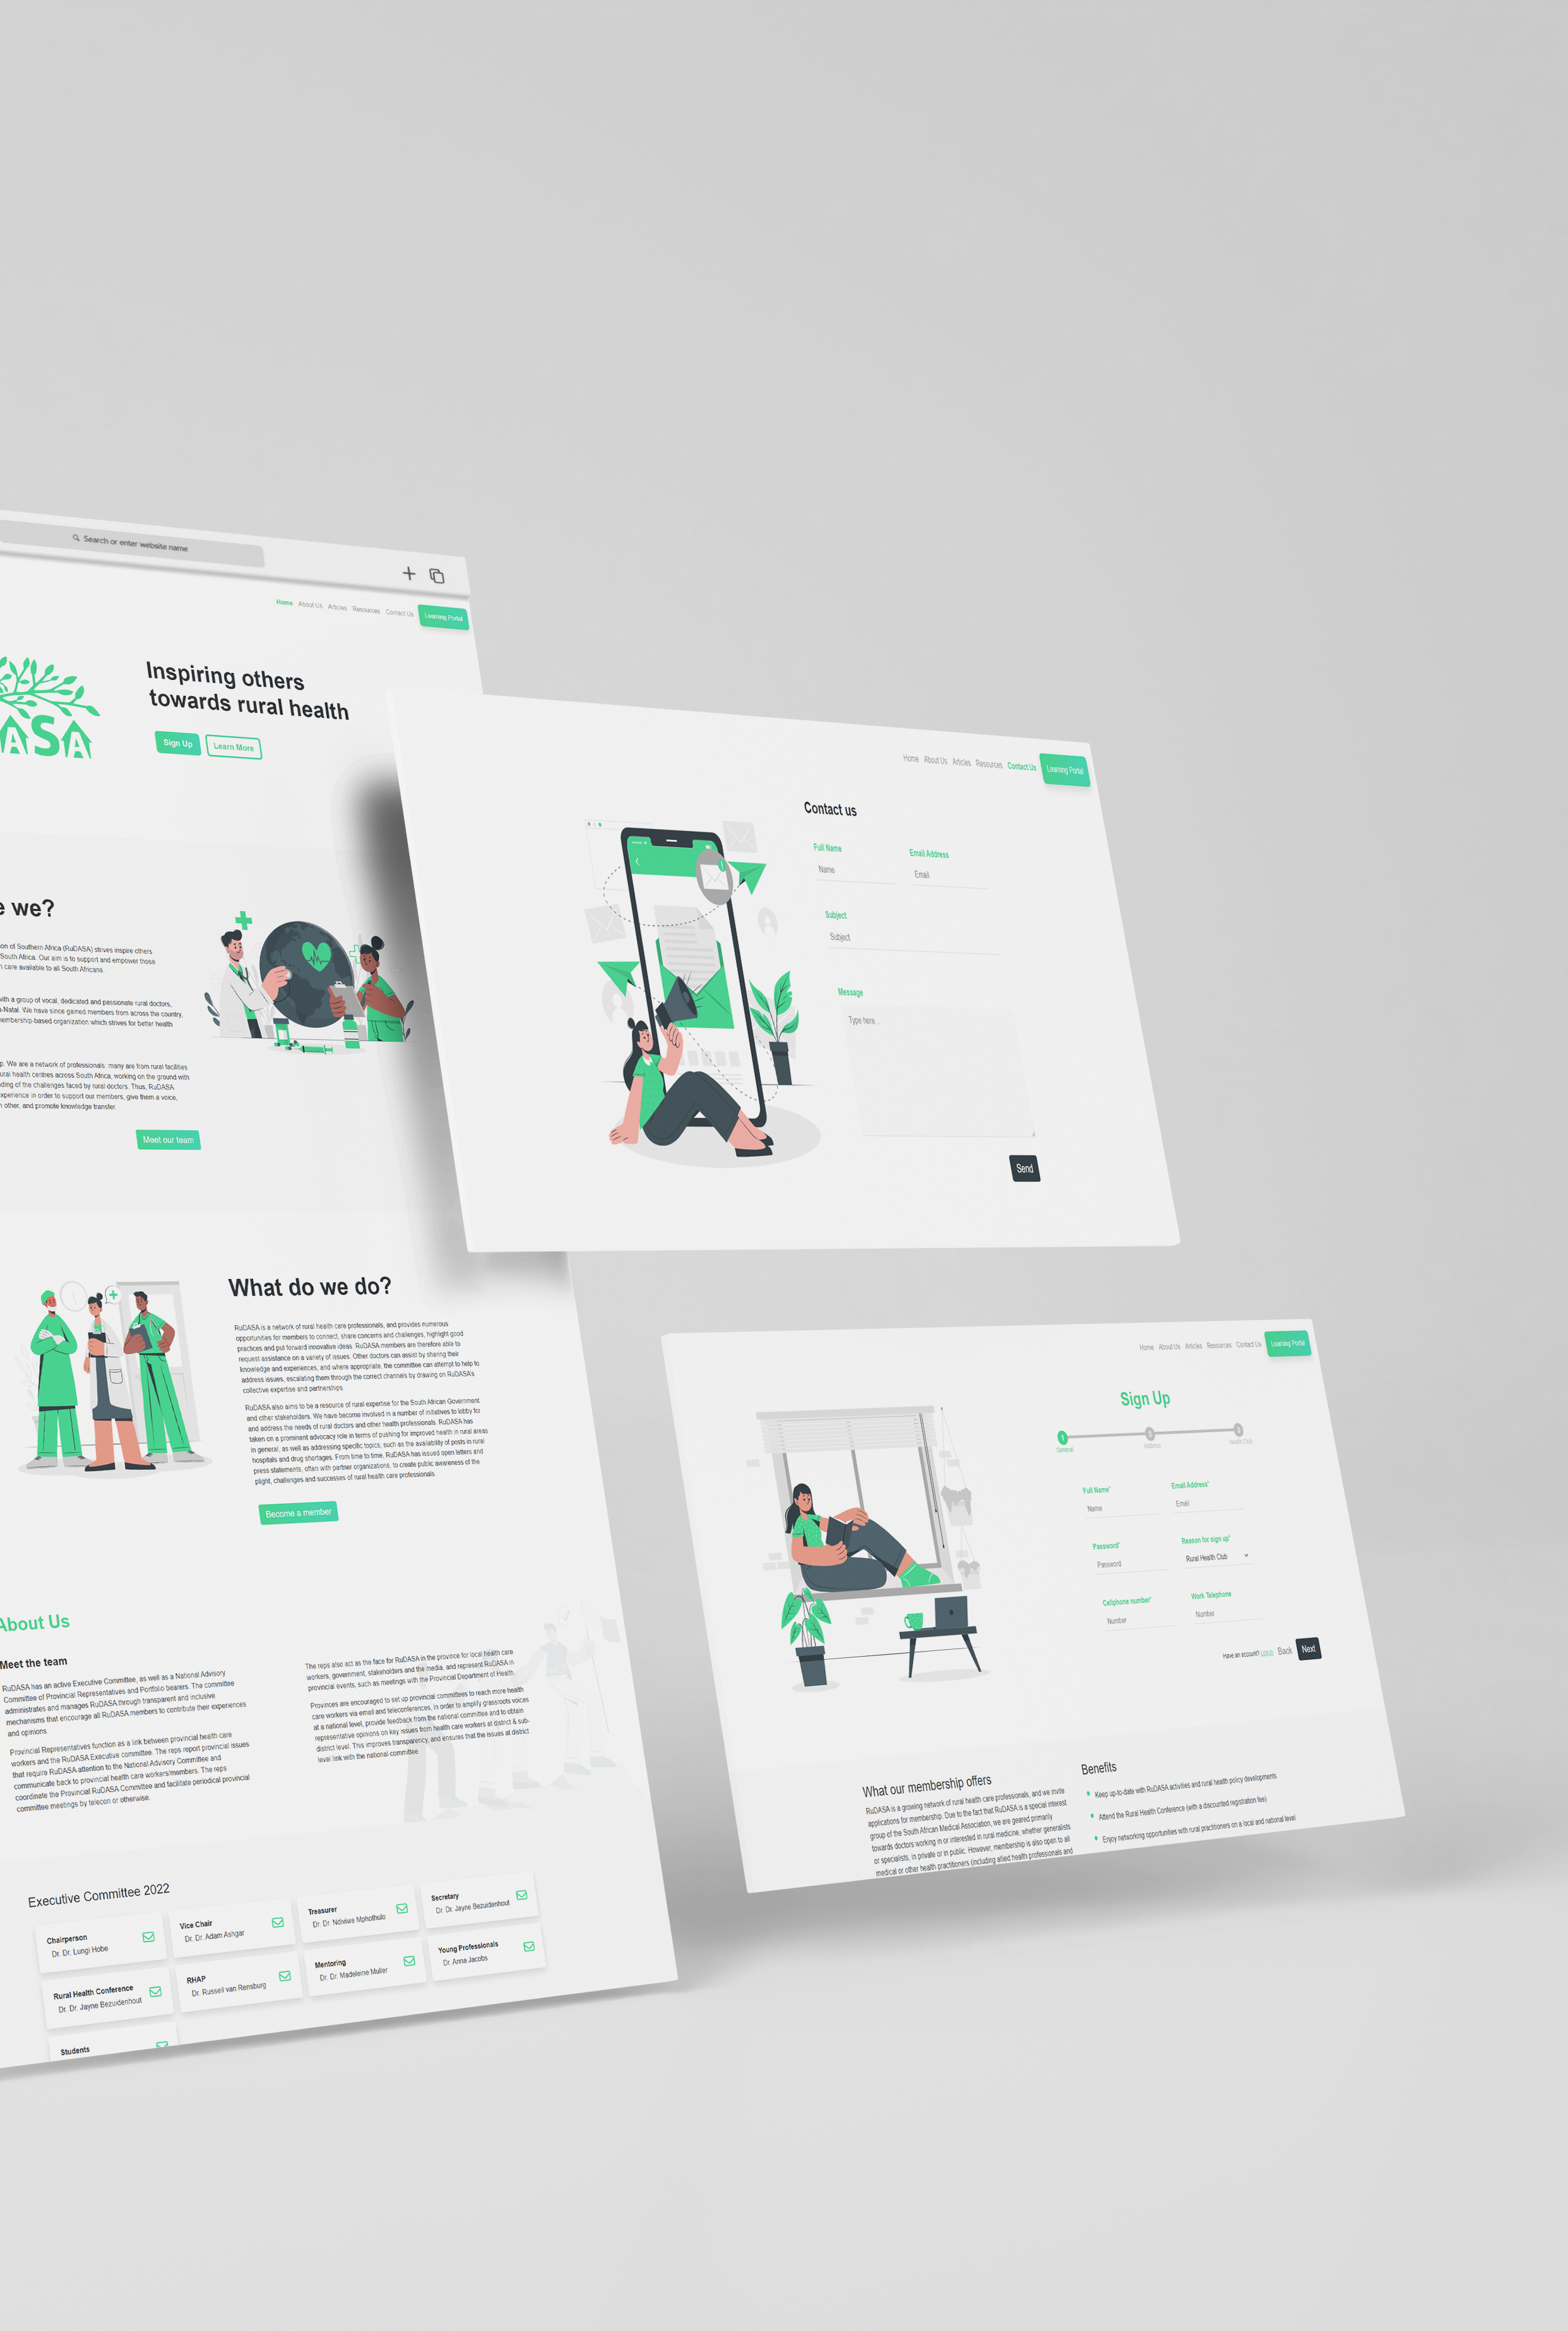 Search or enter website name
Home About Us Articles Resources Contact Us Learning Portal
ASA
Inspiring others
towards rural health
Sign Up Learn More
e we?
on of Southern Africa (RuDASA) strives inspire others
South Africa. Our aim is to support and empower those
care available to all South Africans.
with a group of vocal, dedicated and passionate rural doctors,
-Natal. We have since gained members from across the country,
membership-based organization which strives for better health
p. We are a network of professionals: many are from rural facilities
ural health centres across South Africa, working on the ground with
nding of the challenges faced by rural doctors. Thus, RuDASA
experience in order to support our members, give them a voice,
other, and promote knowledge transfer.
Meet our team
What do we do?
RuDASA is a network of rural health care professionals, and provides numerous
opportunities for members to connect, share concerns and challenges, highlight good
practices and put forward innovative ideas. RuDASA members are therefore able to
request assistance on a variety of issues. Other doctors can assist by sharing their
knowledge and experiences, and where appropriate, the committee can attempt to help to
address issues, escalating them through the correct channels by drawing on RuDASA's
collective expertise and partnerships.
RuDASA also aims to be a resource of rural expertise for the South African Government
and other stakeholders. We have become involved in a number of initiatives to lobby for
and address the needs of rural doctors and other health professionals. RuDASA has
taken on a prominent advocacy role in terms of pushing for improved health in rural areas
in general, as well as addressing specific topics, such as the availability of posts in rural
hospitals and drug shortages. From time to time, RuDASA has issued open letters and
press statements, often with partner organizations, to create public awareness of the
plight, challenges and successes of rural health care professionals.
Become a member
About Us
Meet the team
RuDASA has an active Executive Committee, as well as a National Advisory
Committee of Provincial Representatives and Portfolio bearers. The committee
administrates and manages RuDASA through transparent and inclusive
mechanisms that encourage all RuDASA members to contribute their experiences
and opinions.
Provincial Representatives function as a link between provincial health care
workers and the RuDASA Executive committee. The reps report provincial issues
that require RuDASA attention to the National Advisory Committee and
communicate back to provincial health care workers/members. The reps
coordinate the Provincial RuDASA Committee and facilitate periodical provincial
committee meetings by telecon or otherwise.
The reps also act as the face for RuDASA in the province for local health care
workers, government, stakeholders and the media, and represent RuDASA in
provincial events, such as meetings with the Provincial Department of Health.
Provinces are encouraged to set up provincial committees to reach more health
care workers via email and teleconferences, in order to amplify grassroots voices
at a national level, provide feedback from the national committee and to obtain
representative opinions on key issues from health care workers at district & sub-
district level. This improves transparency, and ensures that the issues at district
level link with the national committee.
Executive Committee 2022
Chairperson
Dr. Dr. Lungi Hobe
Vice Chair
Dr. Dr. Adam Asghar
Treasurer
Dr. Dr. Ndiviwe Mphothulo
Secretary
Dr. Dr. Jayne Bezuidenhout
Rural Health Conference
Dr. Dr. Jayne Bezuidenhout
RHAP
Dr. Russell van Rensburg
Mentoring
Dr. Dr. Madeleine Muller
Young Professionals
Dr. Anna Jacobs
Students
Home About Us Articles Resources Contact Us Learning Portal
Contact us
Full Name Email Address
Name Email
Subject
Subject
Message
Type here...
Send
Home About Us Articles Resources Contact Us Learning Portal
Sign Up
1 2 3
General Address Health Club
Full Name* Email Address*
Name Email
Password* Reason for sign up*
Password Rural Health Club
Cellphone number* Work Telephone
Number Number
Have an account? Log in Back Next
What our membership offers
RuDASA is a growing network of rural health care professionals, and we invite
applications for membership. Due to the fact that RuDASA is a special interest
group of the South African Medical Association, we are geared primarily
towards doctors working in or interested in rural medicine, whether generalists
or specialists, in private or in public. However, membership is also open to all
medical or other health practitioners (including allied health professionals and
Benefits
Keep up-to-date with RuDASA activities and rural health policy developments
Attend the Rural Health Conference (with a discounted registration fee)
Enjoy networking opportunities with rural practitioners on a local and national level